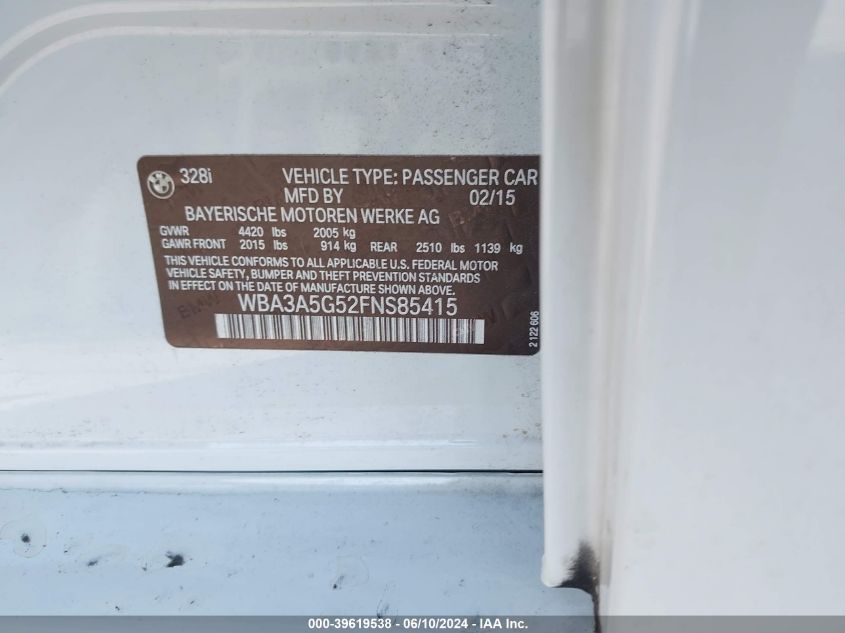 328i VEHICLE TYPE: PASSENGER CAR
MFD BY 02/15
BAYERISCHE MOTOREN WERKE AG
GVWR 4420 lbs 2005 kg
GAWR FRONT 2015 lbs 914 kg REAR 2510 lbs 1139 kg
THIS VEHICLE CONFORMS TO ALL APPLICABLE U.S. FEDERAL MOTOR
VEHICLE SAFETY, BUMPER AND THEFT PREVENTION STANDARDS
IN EFFECT ON THE DATE OF MANUFACTURE SHOWN ABOVE.
WBA3A5G52FNS85415
2 122 606
BMW
000-39619538 - 06/10/2024 - IAA Inc.